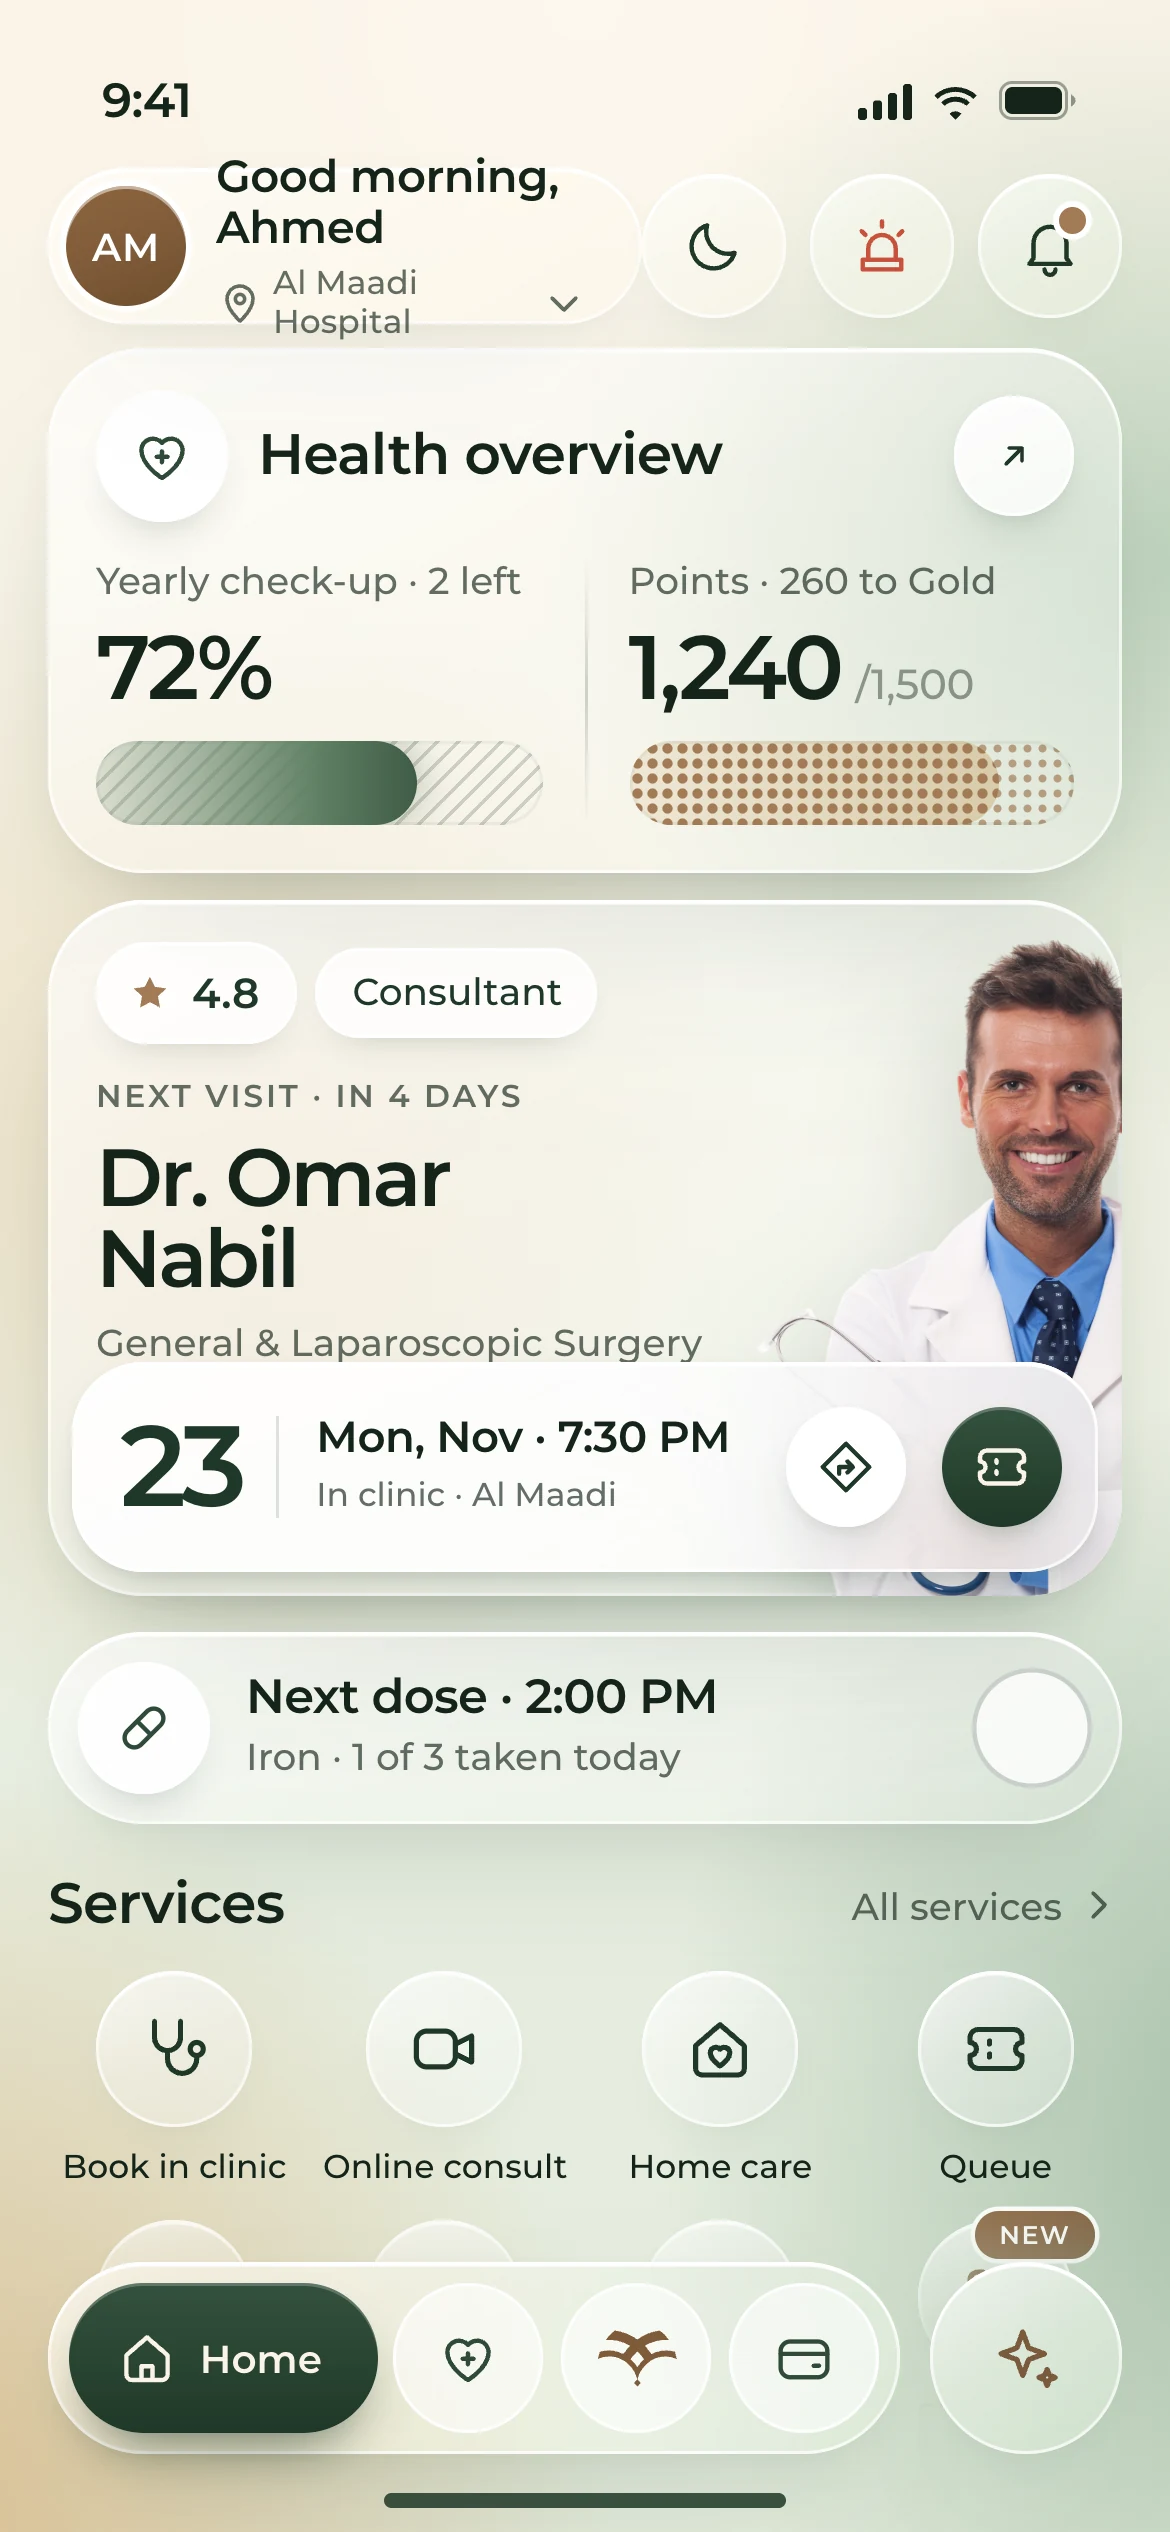 9:41
Good morning,
Ahmed
AM
Al Maadi
Hospital
Health overview
Yearly check-up · 2 left
72%
Points · 260 to Gold
1,240 /1,500
4.8
Consultant
NEXT VISIT · IN 4 DAYS
Dr. Omar
Nabil
General & Laparoscopic Surgery
23
Mon, Nov · 7:30 PM
In clinic · Al Maadi
Next dose · 2:00 PM
Iron · 1 of 3 taken today
Services
All services
Book in clinic
Online consult
Home care
Queue
NEW
Home